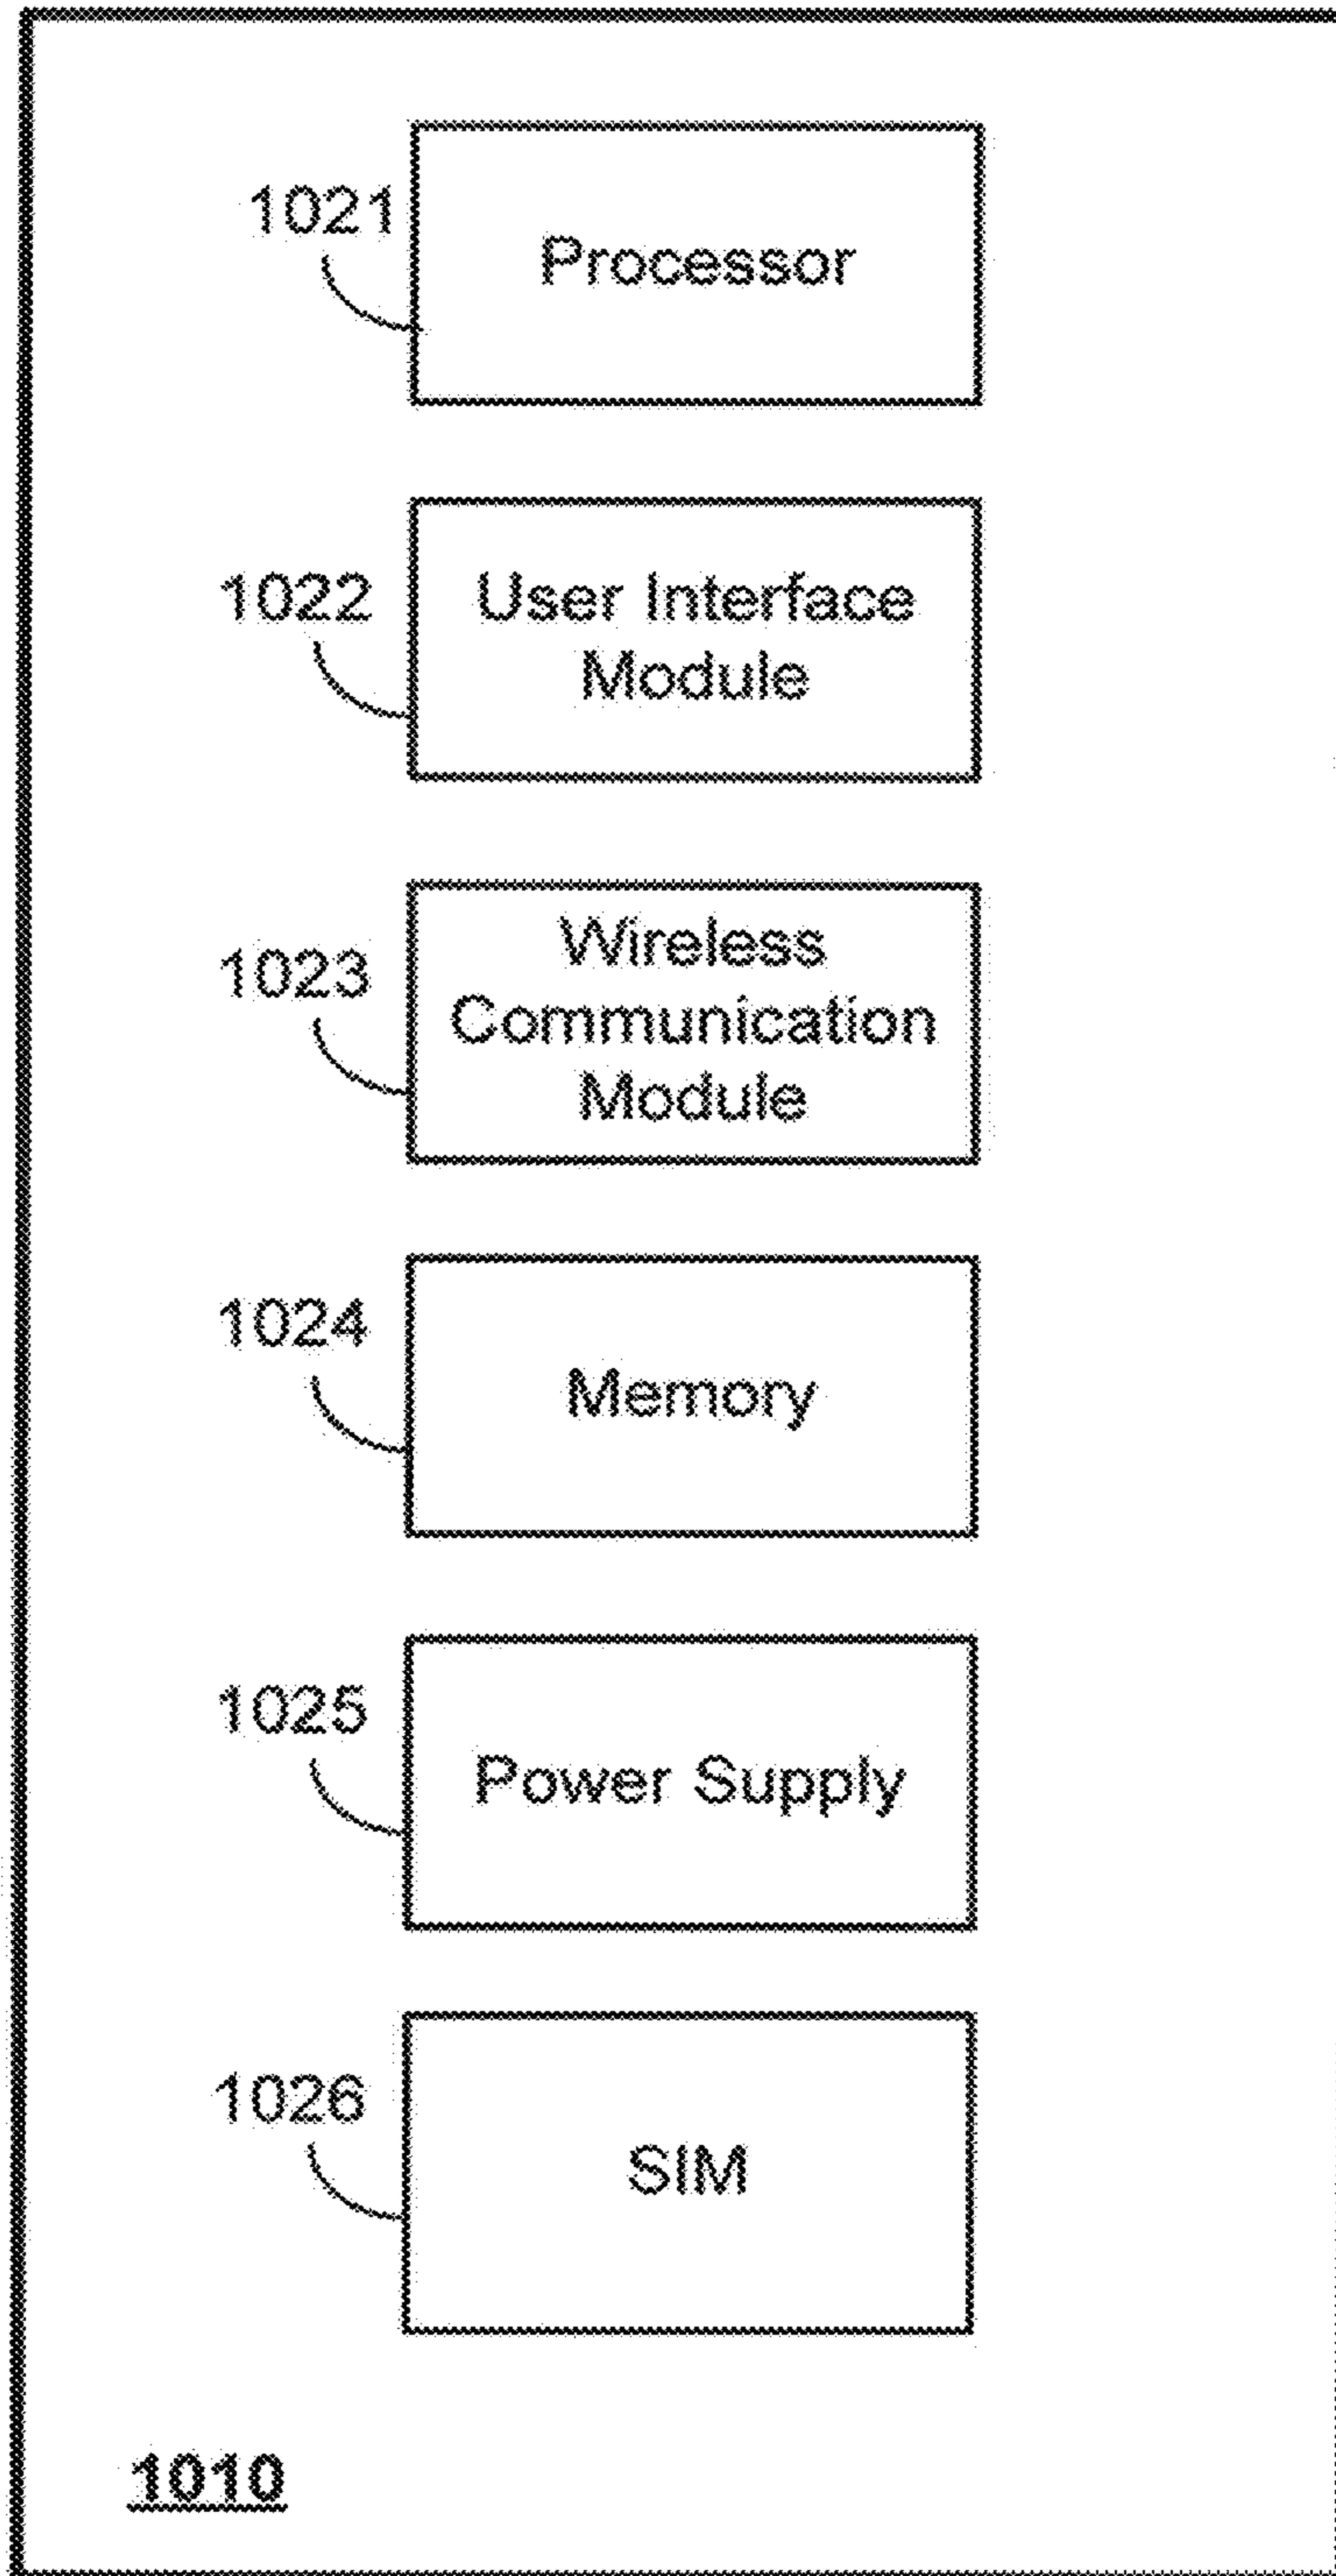 1021
Processor
1022
User Interface
Module
1023
Wireless
Communication
Module
1024
Memory
1025
Power Supply
1026
SIM
1010